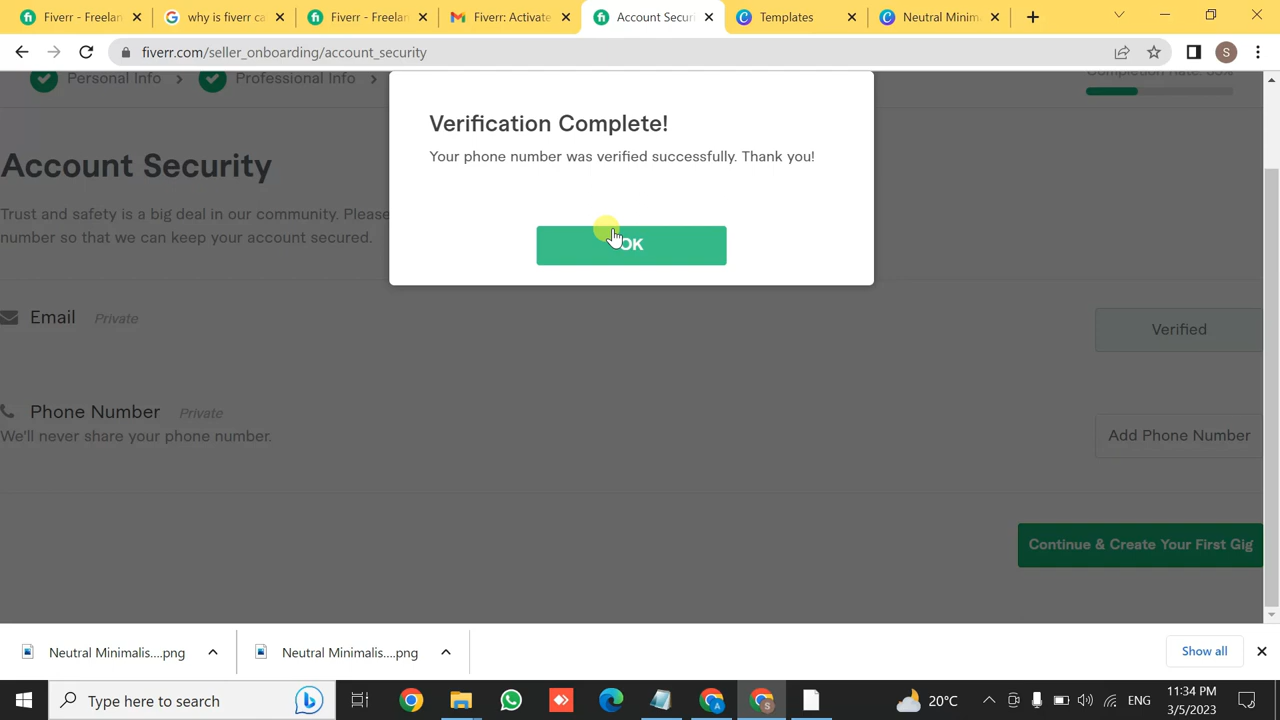 Fiverr - Freelan
why is fiverr ca
Fiverr - Freelan
Fiverr: Activate
Account Secur
Templates
Neutral Minim
fiverr.com/seller_onboarding/account_security
S
Personal Info
Professional Info
Completion Rate:
Verification Complete!
Your phone number was verified successfully. Thank you!
OK
Account Security
Trust and safety is a big deal in our community. Please
number so that we can keep your account secured.
Email Private
Verified
Phone Number Private
We'll never share your phone number.
Add Phone Number
Continue & Create Your First Gig
Neutral Minimalis....png
Neutral Minimalis....png
Show all
Type here to search
A
S
20°C
ENG
11:34 PM
3/5/2023